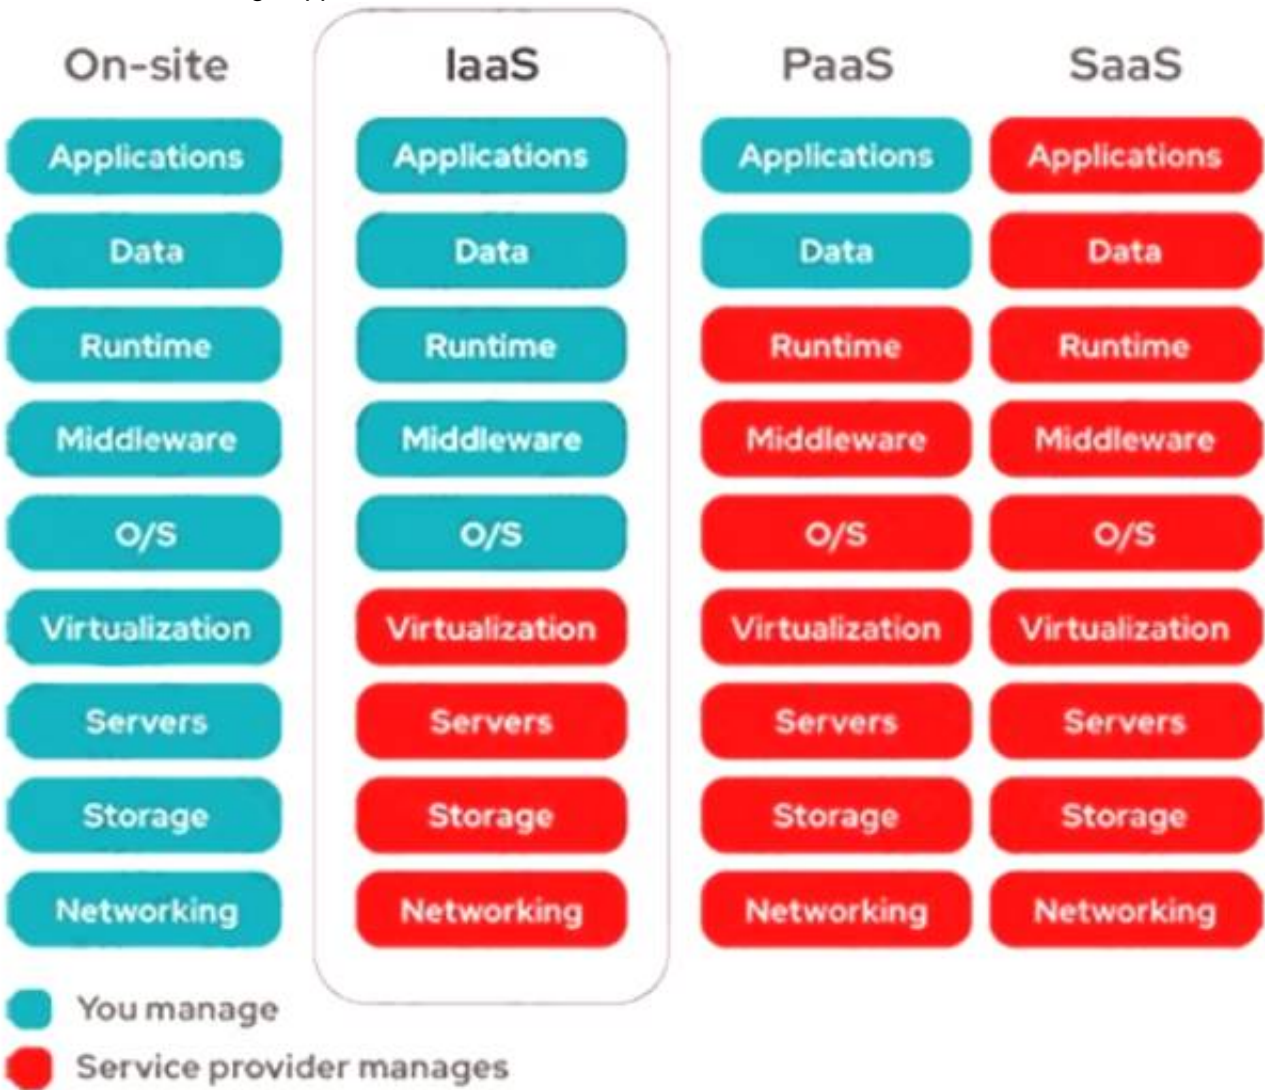 On-site IaaS PaaS SaaS
Applications Applications Applications Applications
Data Data Data Data
Runtime Runtime Runtime Runtime
Middleware Middleware Middleware Middleware
O/S O/S O/S O/S
Virtualization Virtualization Virtualization Virtualization
Servers Servers Servers Servers
Storage Storage Storage Storage
Networking Networking Networking Networking
You manage
Service provider manages